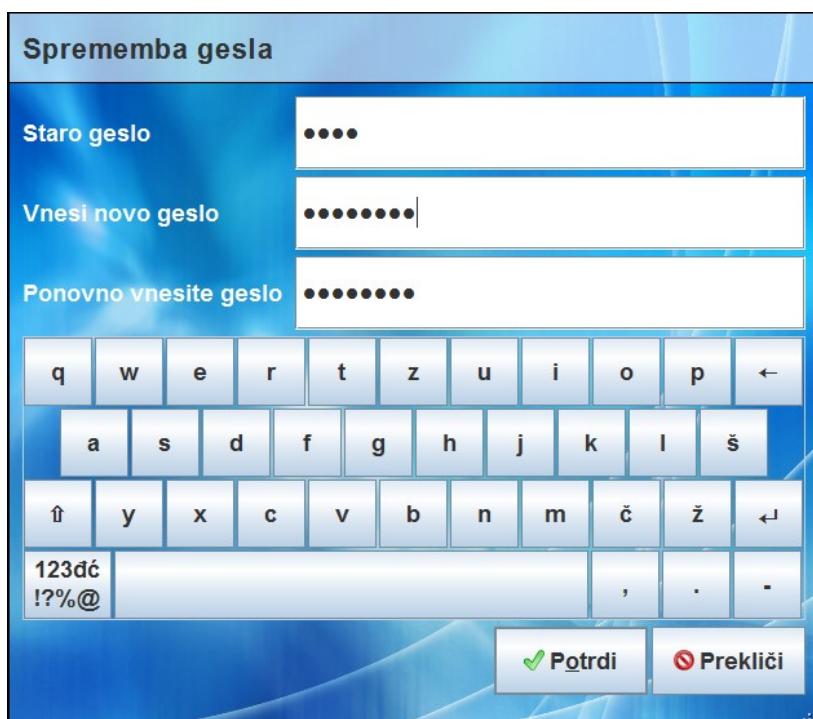 Sprememba gesla
Staro geslo ••••
Vnesi novo geslo ••••••••
Ponovno vnesite geslo ••••••••
q w e r t z u i o p ←
a s d f g h j k l š
⇧ y x c v b n m č ž ↵
123đć
!?%@ , . -
Potrdi Prekliči